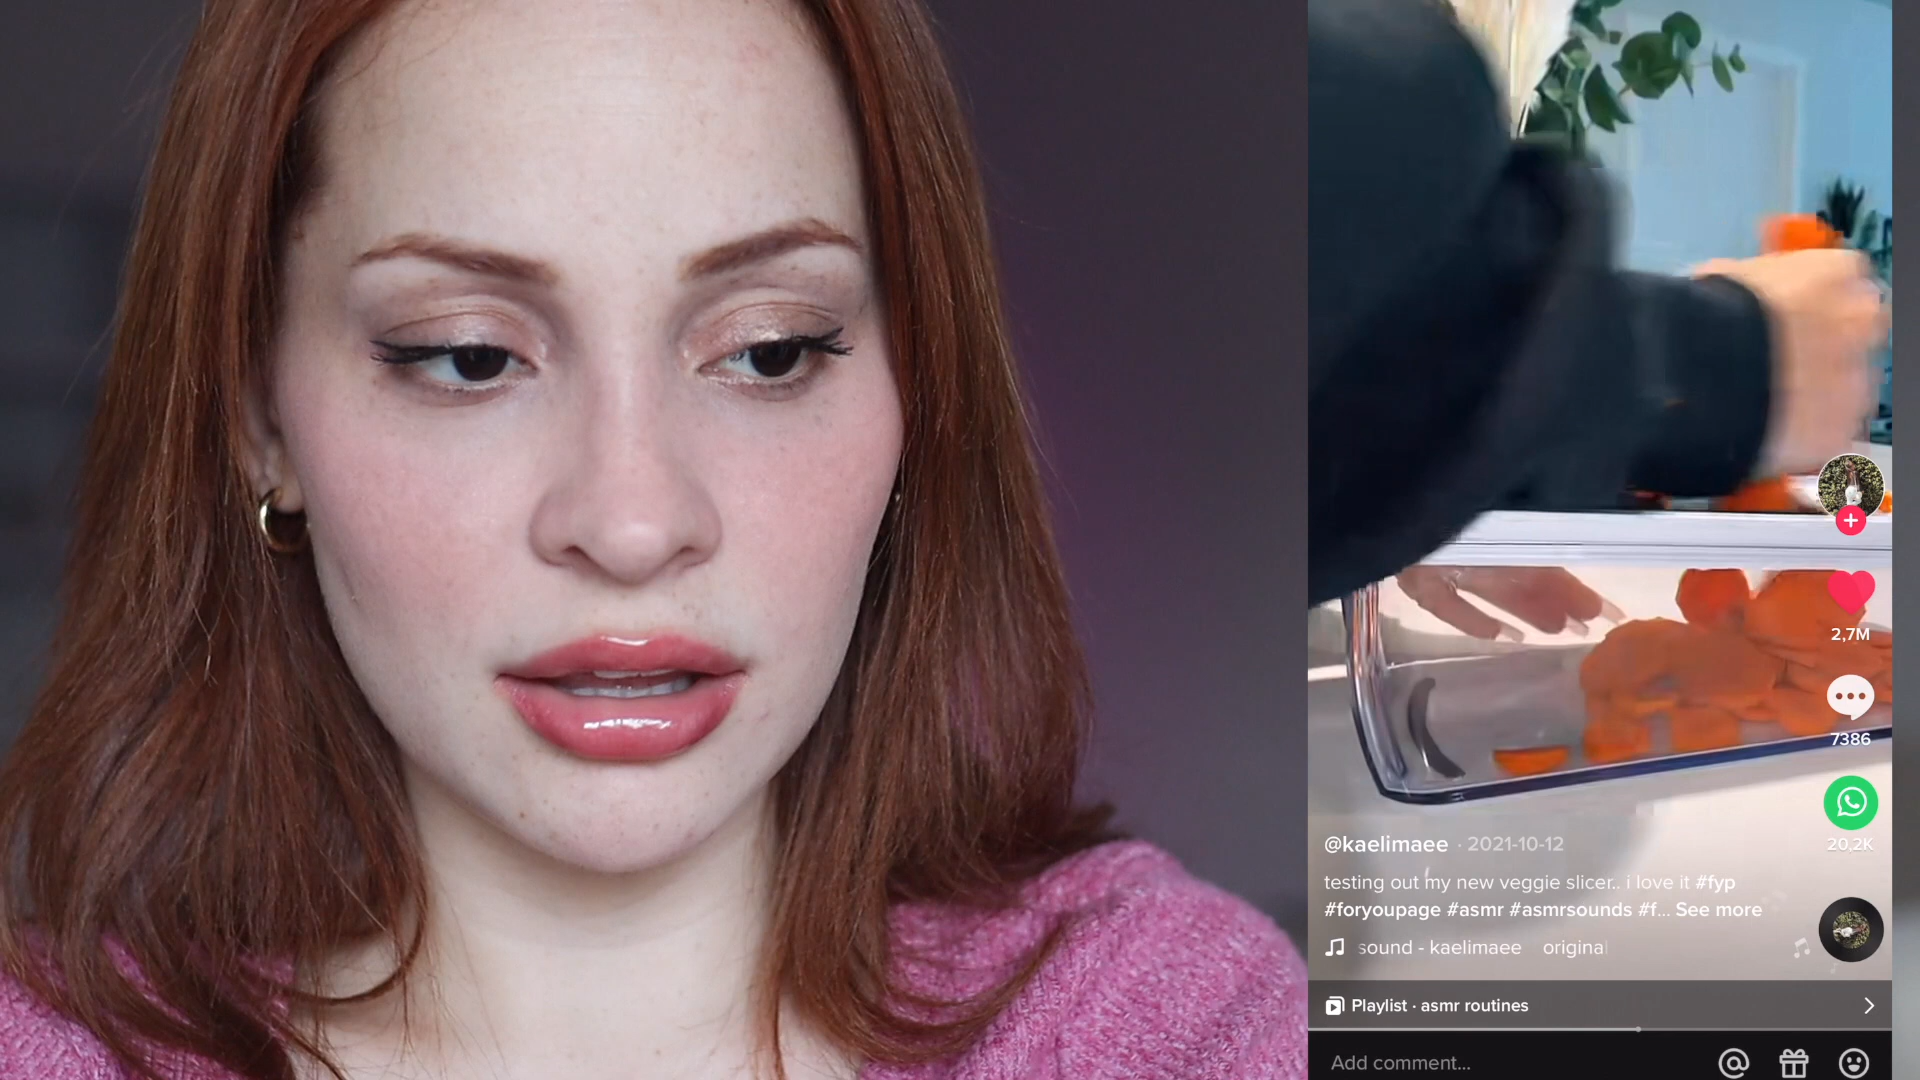 2,7M
7386
20,2K
@kaelimaee · 2021-10-12
testing out my new veggie slicer.. i love it #fyp
#foryoupage #asmr #asmrsounds #f... See more
sound - kaelimaee original
Playlist · asmr routines
Add comment...